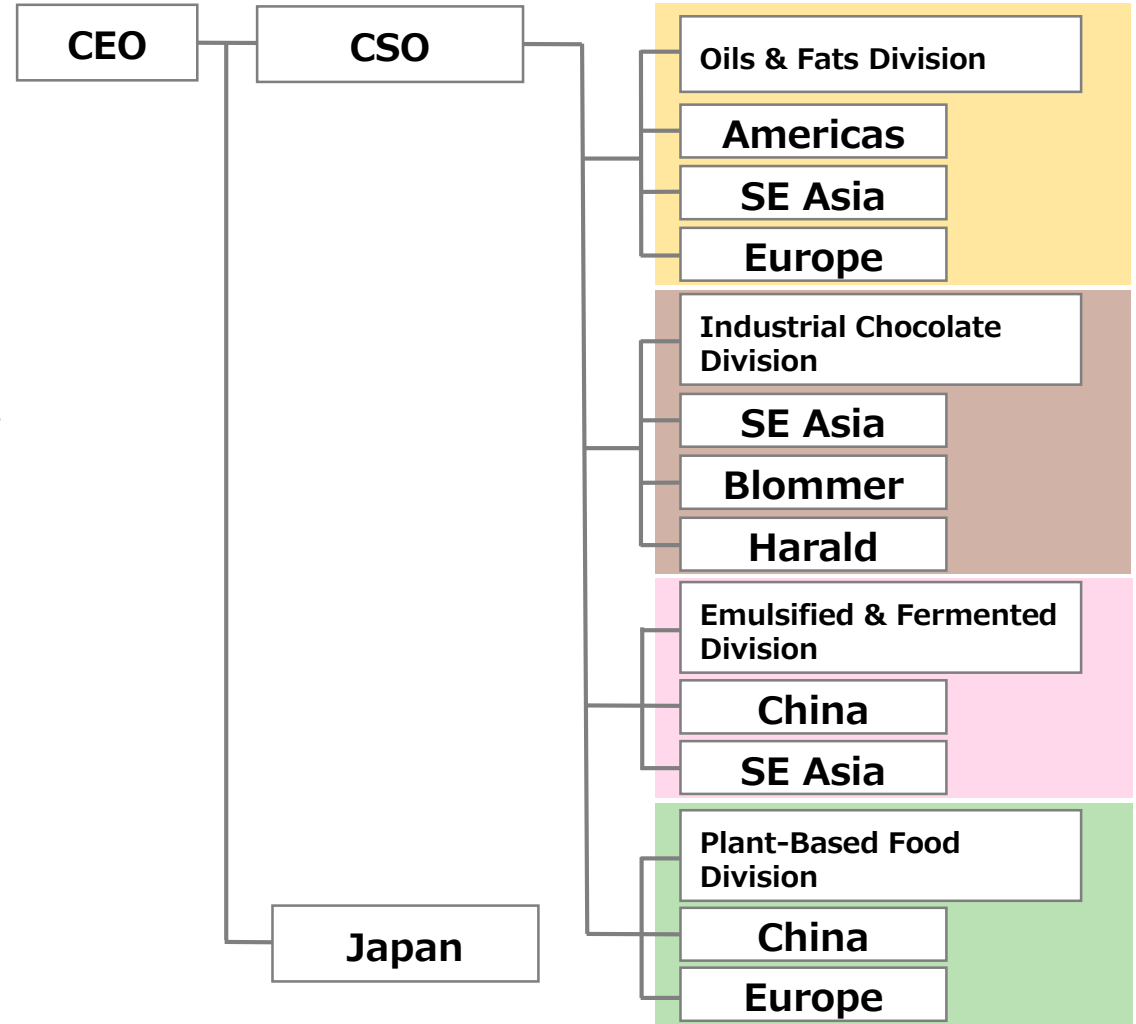 CEO
CSO
Oils & Fats Division
Americas
SE Asia
Europe
Industrial Chocolate
Division
SE Asia
Blommer
Harald
Emulsified & Fermented
Division
China
SE Asia
Plant-Based Food
Division
China
Europe
Japan